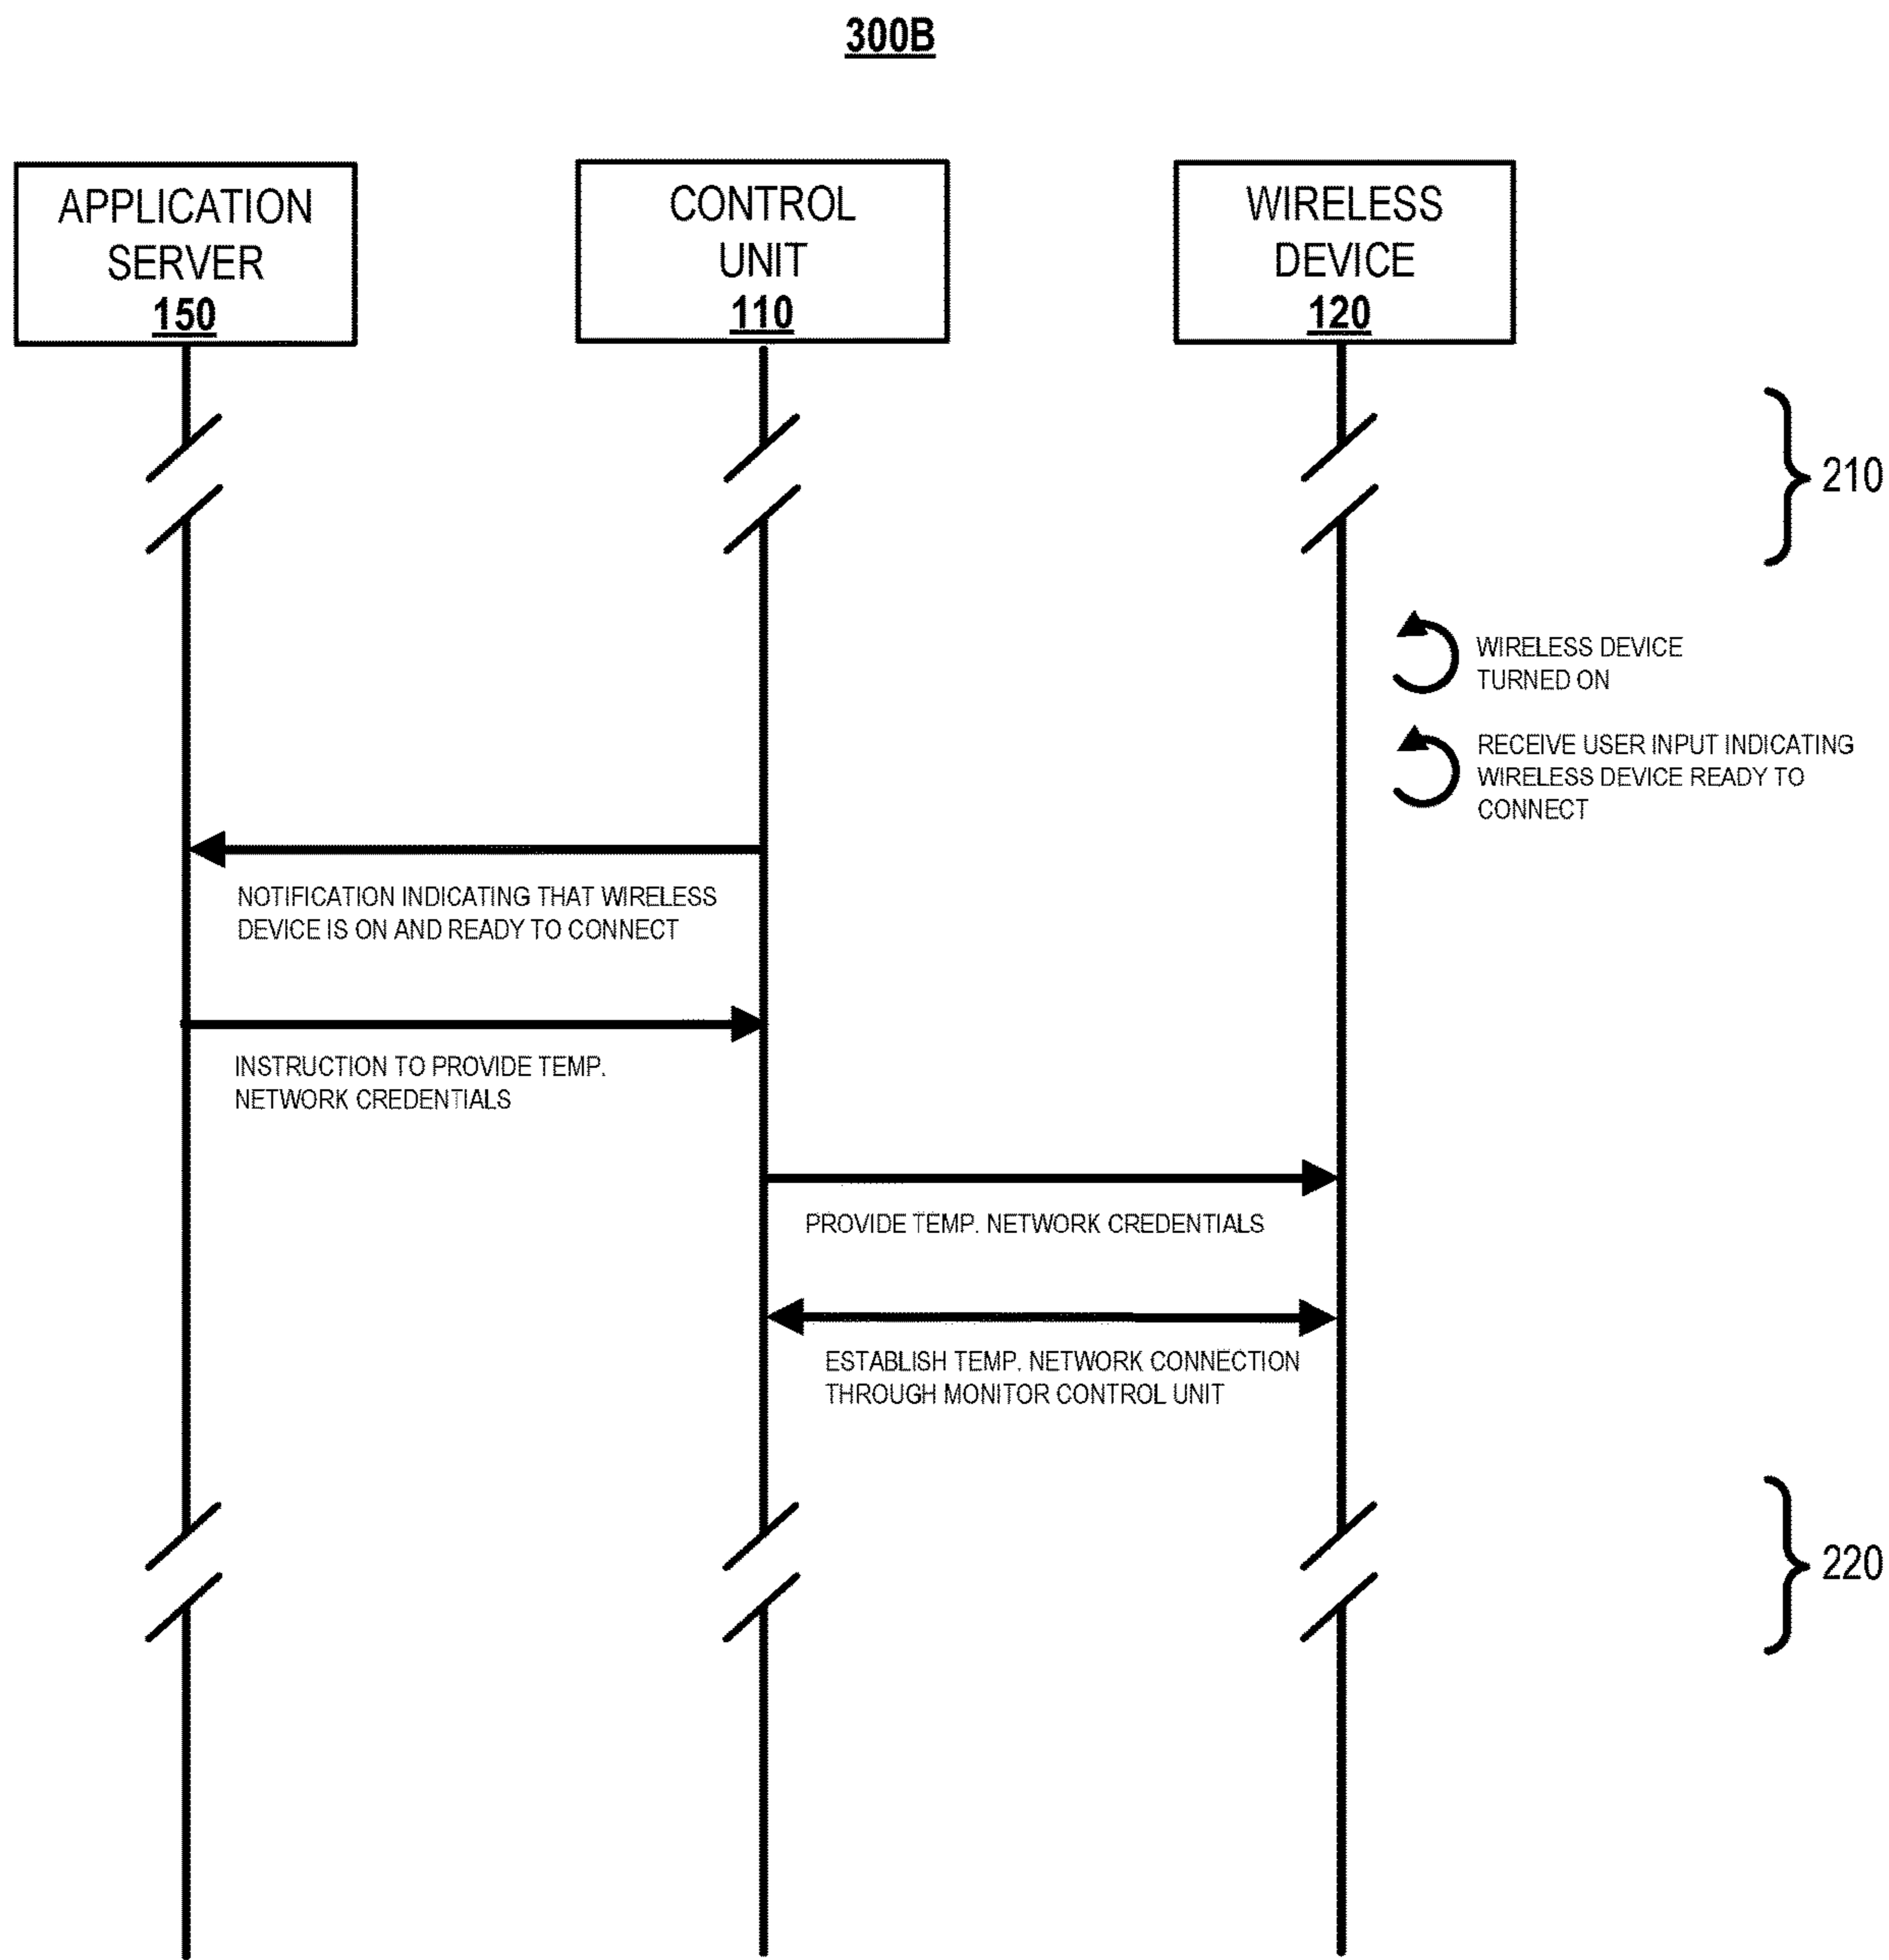 300B
APPLICATION
SERVER
150
CONTROL
UNIT
110
WIRELESS
DEVICE
120
210
WIRELESS DEVICE
TURNED ON
RECEIVE USER INPUT INDICATING
WIRELESS DEVICE READY TO
CONNECT
NOTIFICATION INDICATING THAT WIRELESS
DEVICE IS ON AND READY TO CONNECT
INSTRUCTION TO PROVIDE TEMP.
NETWORK CREDENTIALS
PROVIDE TEMP. NETWORK CREDENTIALS
ESTABLISH TEMP. NETWORK CONNECTION
THROUGH MONITOR CONTROL UNIT
220